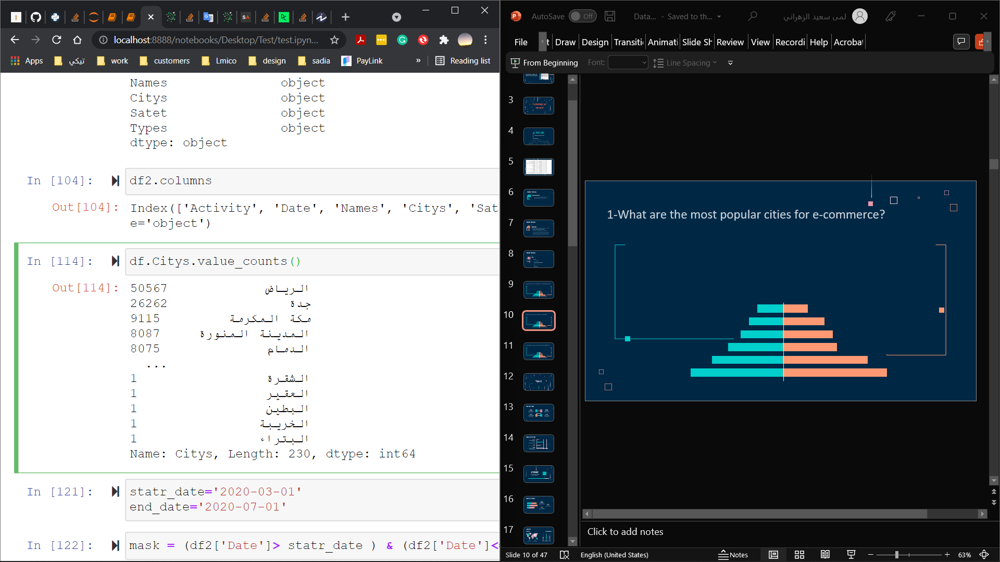 localhost:8888/notebooks/Desktop/Test/test.ipyn...
Apps
تيكي
work
customers
Lmico
design
sadia
PayLink
»
Reading list
Names object
Citys object
Satet object
Types object
dtype: object
In [104]: df2.columns
Out[104]: Index(['Activity', 'Date', 'Names', 'Citys', 'Sat
e='object')
In [114]: df.Citys.value_counts()
Out[114]: 50567 الرياض
26262 جدة
9115 مكة المكرمة
8087 المدينة المنورة
8075 الدمام
...
1 الشقرة
1 العقير
1 البطين
1 الخريبة
1 البتراء
Name: Citys, Length: 230, dtype: int64
In [121]: statr_date='2020-03-01'
end_date='2020-07-01'
In [122]: mask = (df2['Date']> statr_date ) & (df2['Date']<=
AutoSave Off
Data... - Saved to th...
لمى سعيد الزهراني
File t Draw Design Transitio Animati Slide Sh Review View Recordi Help Acrobat
From Beginning Font: Line Spacing
3
4
5
6
7
8
9
10
11
12
13
14
15
16
17
1-What are the most popular cities for e-commerce?
Click to add notes
Slide 10 of 47 English (United States) Notes 63%